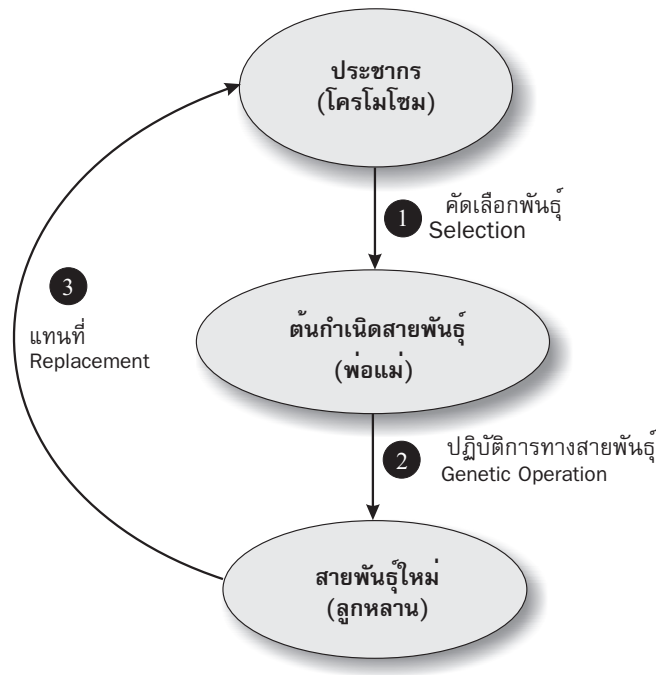 ประชากร
(โครโมโซม)
1
คัดเลือกพันธุ์
Selection
3
แทนที่
Replacement
ต้นกำเนิดสายพันธุ์
(พ่อแม่)
2
ปฏิบัติการทางสายพันธุ์
Genetic Operation
สายพันธุ์ใหม่
(ลูกหลาน)